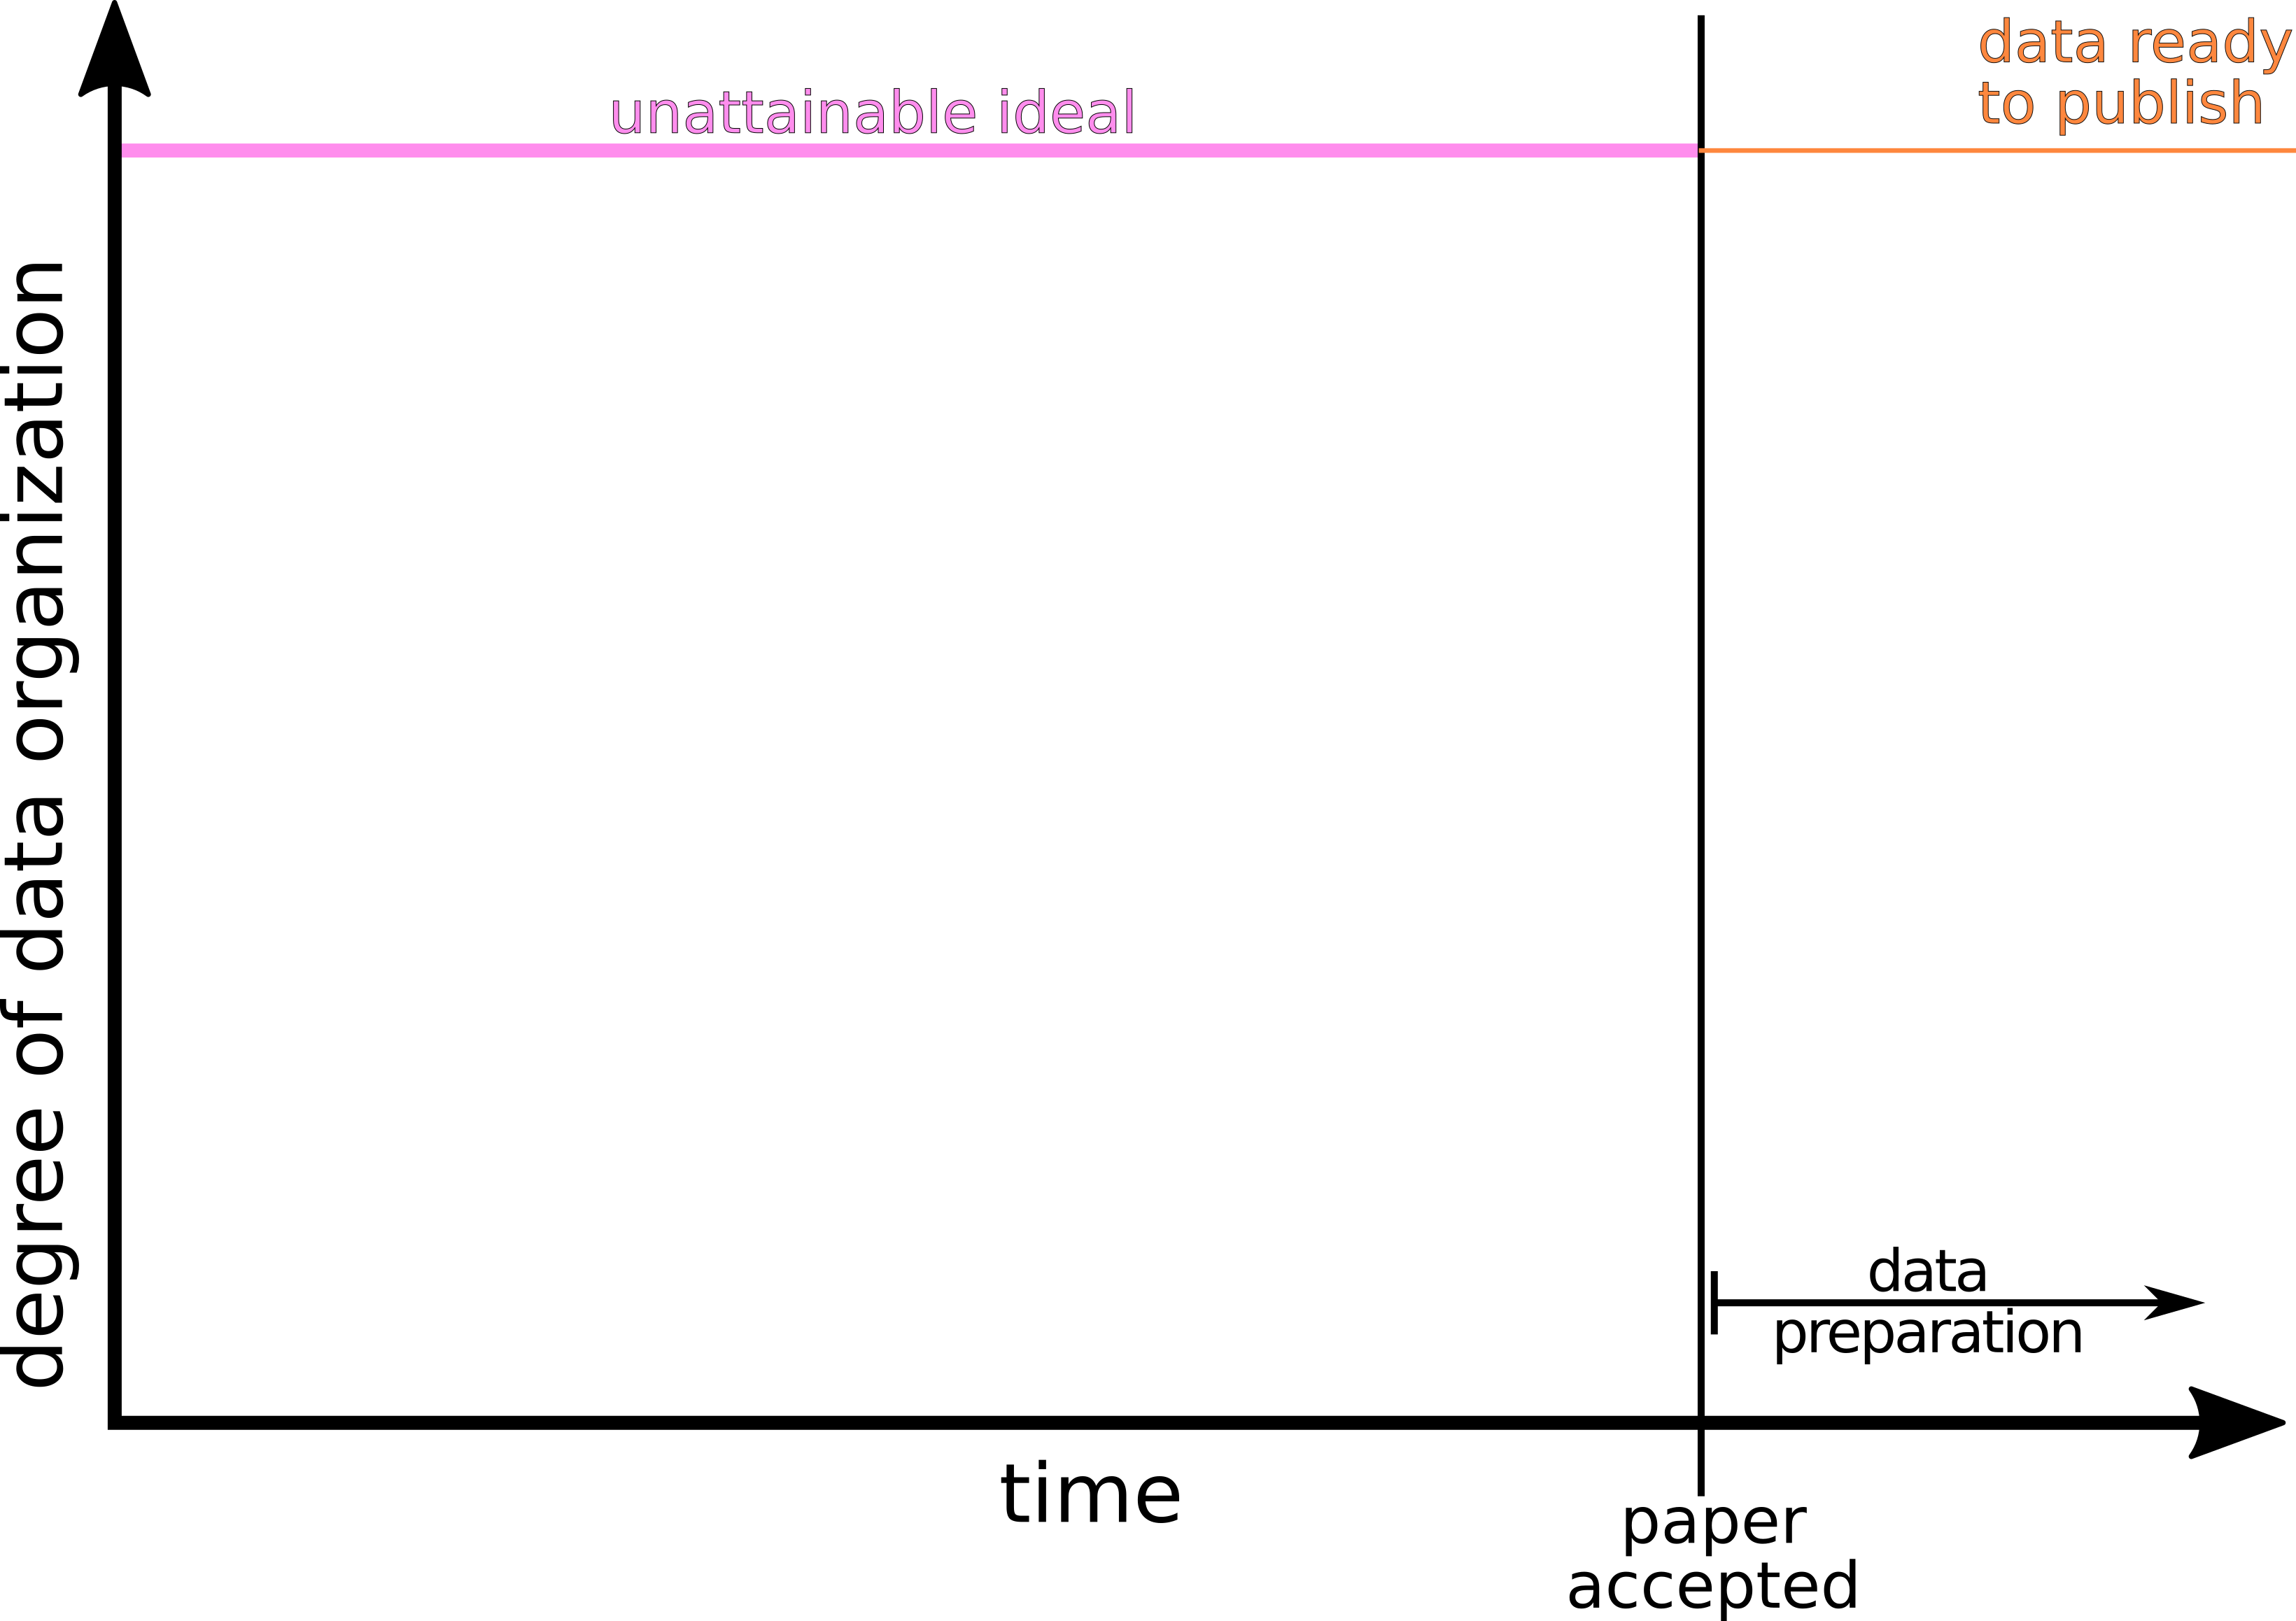 data ready
to publish
unattainable ideal
degree of data organization
data
preparation
time
paper
accepted